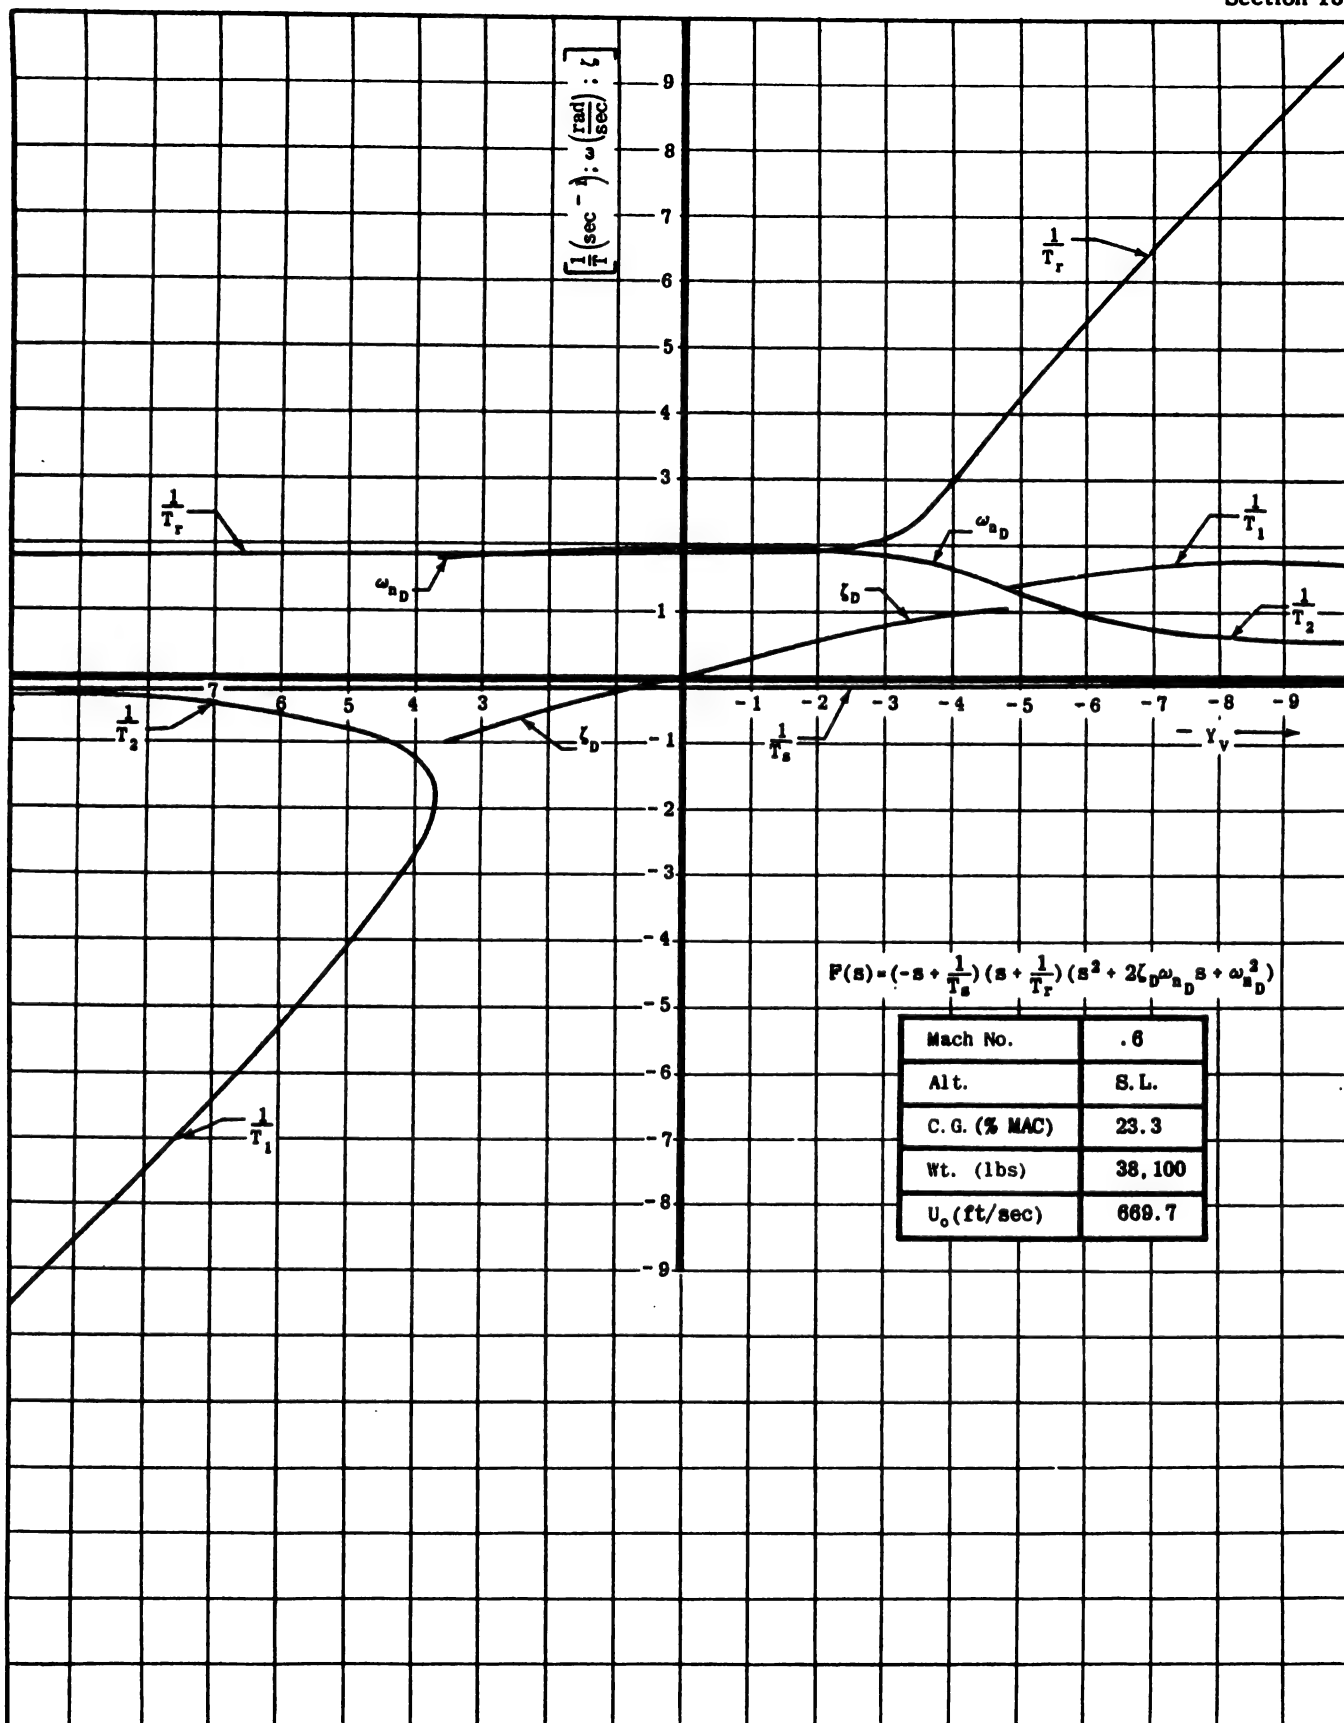 Section
[1/T (sec⁻¹); ω (rad/sec); ζ]
9
8
7
6
5
4
3
1
1/T_r
1/T_r
ω_nD
ω_nD
1/T_1
ζ_D
1/T_2
7 6 5 4 3 -1 -2 -3 -4 -5 -6 -7 -8 -9
1/T_2
ζ_D
1/T_s
- Y_V
-1
-2
-3
-4
-5
-6
-7
-8
-9
1/T_1
F(s)=(-s + 1/T_s)(s + 1/T_r)(s² + 2ζ_D ω_nD s + ω_nD²)
Mach No. .6
Alt. S.L.
C.G. (% MAC) 23.3
Wt. (lbs) 38,100
U_o (ft/sec) 669.7